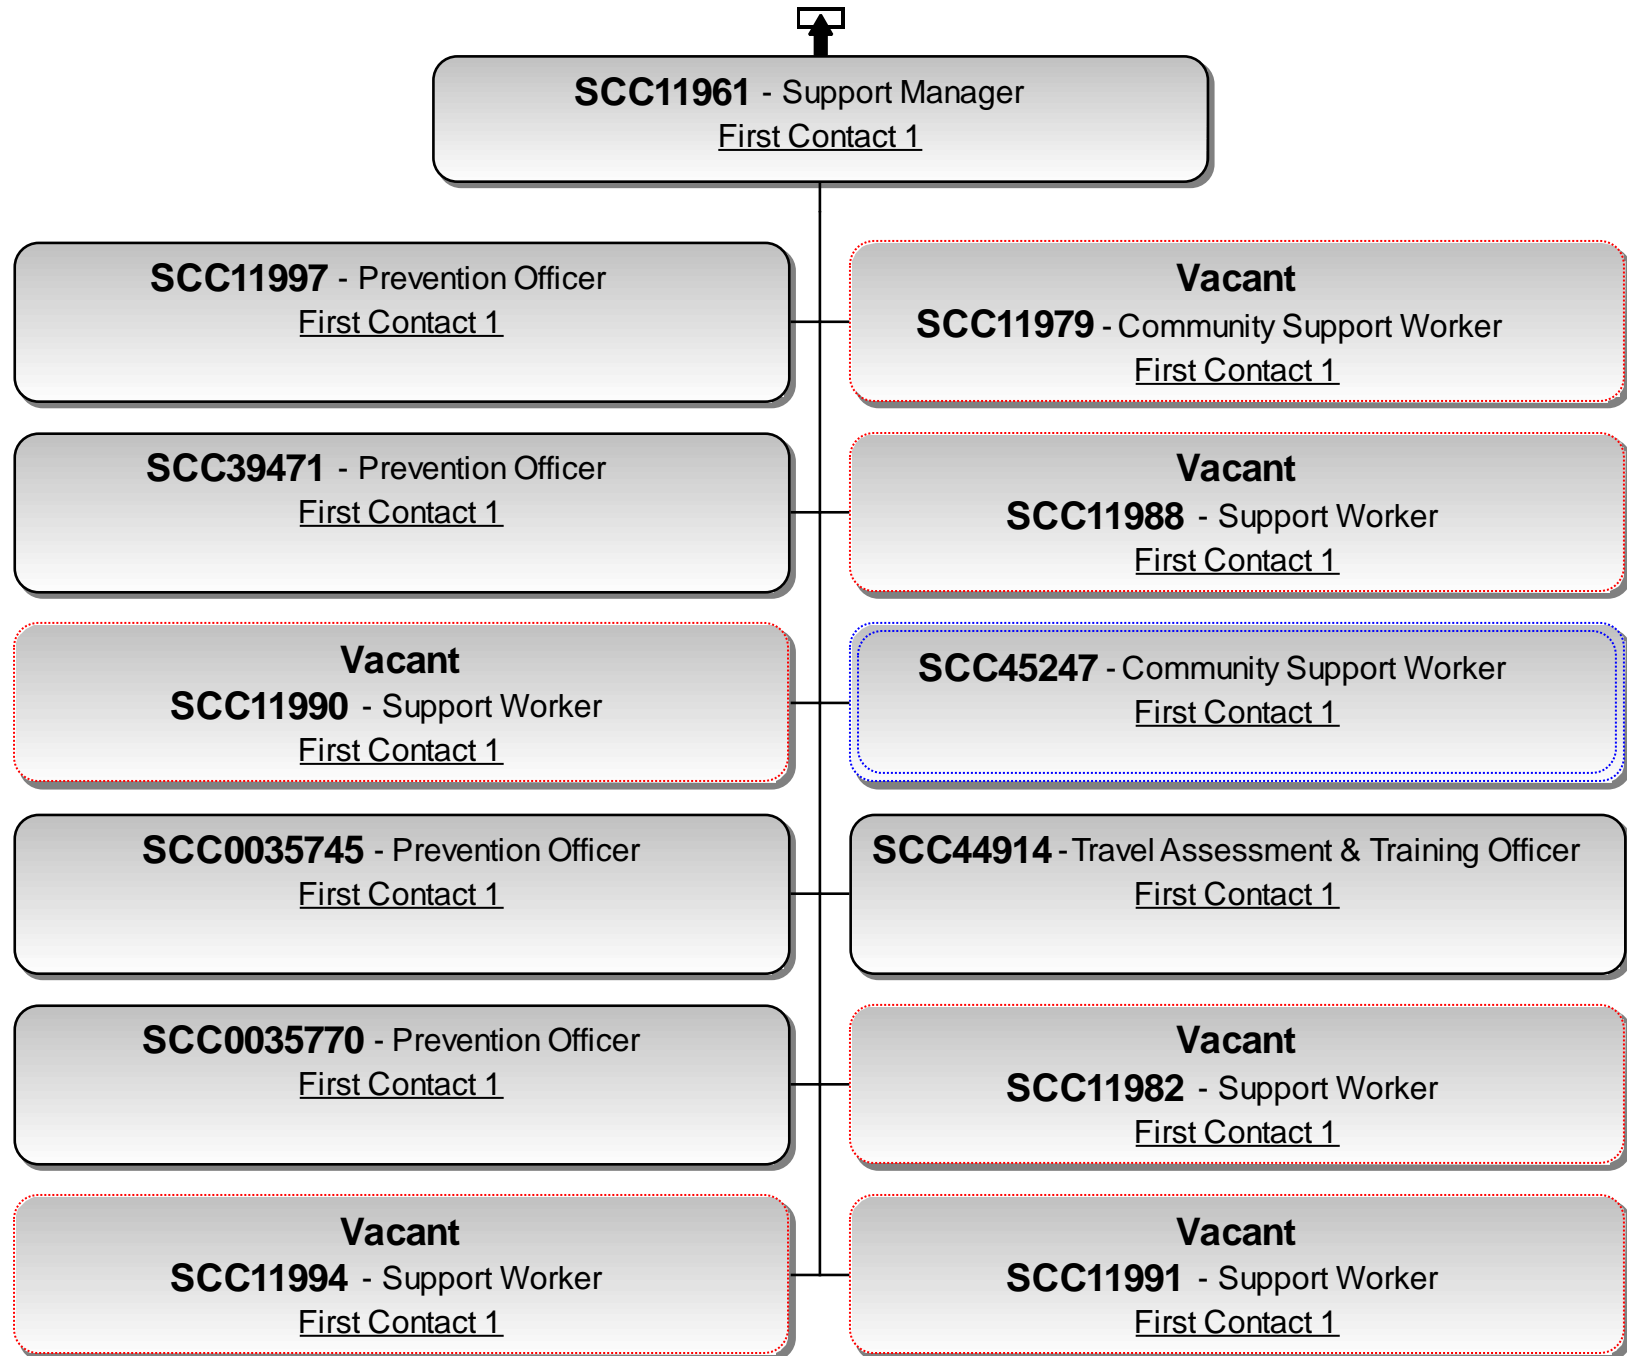 SCC11961 - Support Manager
First Contact 1
SCC11997 - Prevention Officer
First Contact 1
Vacant
SCC11979 - Community Support Worker
First Contact 1
SCC39471 - Prevention Officer
First Contact 1
Vacant
SCC11988 - Support Worker
First Contact 1
Vacant
SCC11990 - Support Worker
First Contact 1
SCC45247 - Community Support Worker
First Contact 1
SCC0035745 - Prevention Officer
First Contact 1
SCC44914 - Travel Assessment & Training Officer
First Contact 1
SCC0035770 - Prevention Officer
First Contact 1
Vacant
SCC11982 - Support Worker
First Contact 1
Vacant
SCC11994 - Support Worker
First Contact 1
Vacant
SCC11991 - Support Worker
First Contact 1